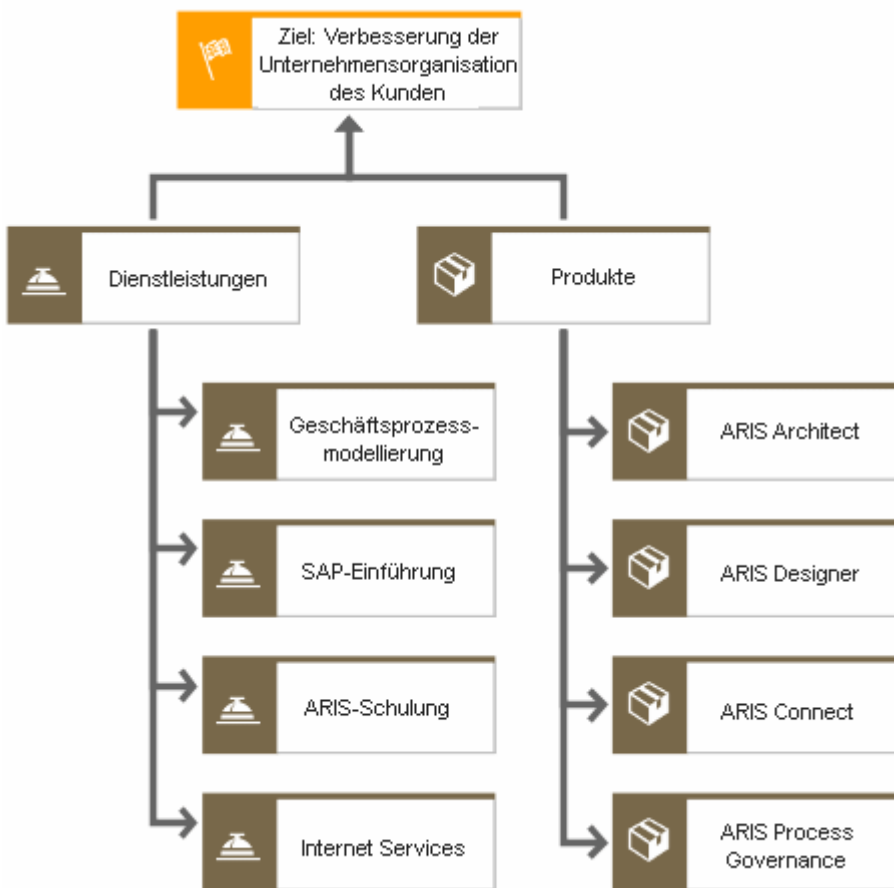 Ziel: Verbesserung der
Unternehmensorganisation
des Kunden
Dienstleistungen
Produkte
Geschäftsprozess-
modellierung
ARIS Architect
SAP-Einführung
ARIS Designer
ARIS-Schulung
ARIS Connect
Internet Services
ARIS Process
Governance